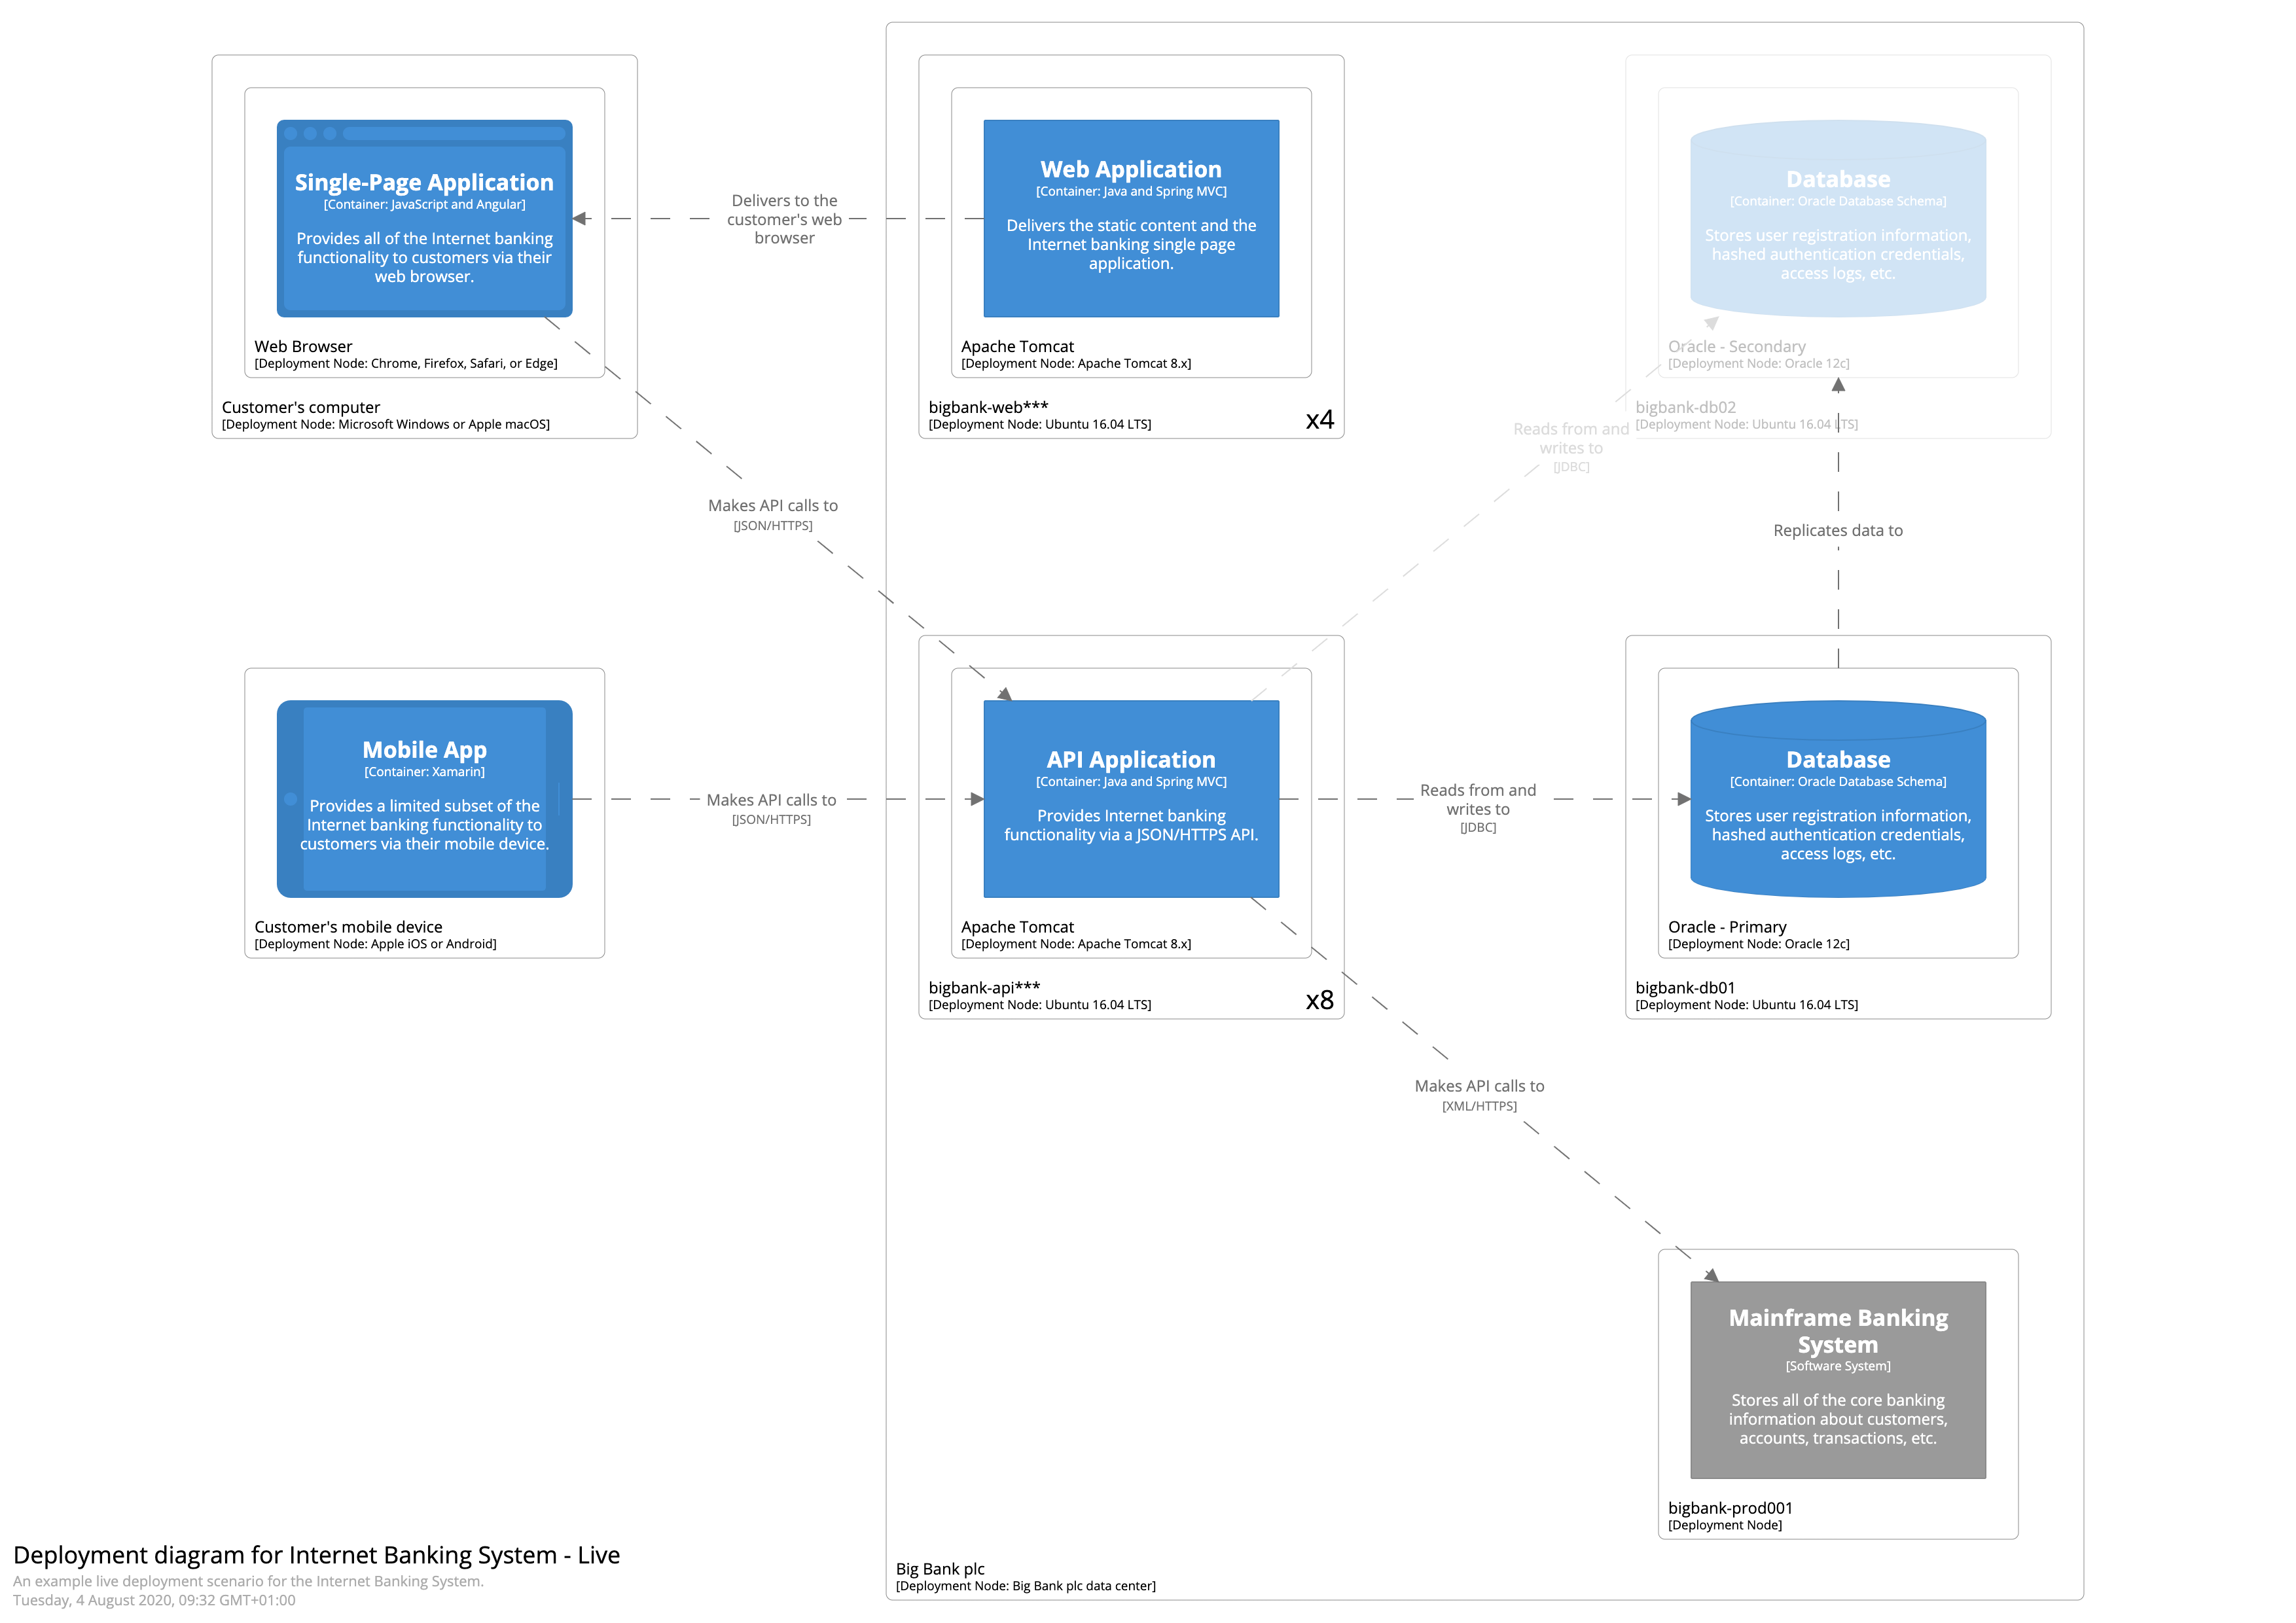 Single-Page Application
[Container: JavaScript and Angular]
Provides all of the Internet banking
functionality to customers via their
web browser.
Web Browser
[Deployment Node: Chrome, Firefox, Safari, or Edge]
Customer's computer
[Deployment Node: Microsoft Windows or Apple macOS]
Delivers to the
customer's web
browser
Web Application
[Container: Java and Spring MVC]
Delivers the static content and the
Internet banking single page
application.
Apache Tomcat
[Deployment Node: Apache Tomcat 8.x]
bigbank-web***
[Deployment Node: Ubuntu 16.04 LTS]
x4
Database
[Container: Oracle Database Schema]
Stores user registration information,
hashed authentication credentials,
access logs, etc.
Oracle - Secondary
[Deployment Node: Oracle 12c]
bigbank-db02
[Deployment Node: Ubuntu 16.04 LTS]
Reads from and
writes to
[JDBC]
Makes API calls to
[JSON/HTTPS]
Replicates data to
Mobile App
[Container: Xamarin]
Provides a limited subset of the
Internet banking functionality to
customers via their mobile device.
Customer's mobile device
[Deployment Node: Apple iOS or Android]
Makes API calls to
[JSON/HTTPS]
API Application
[Container: Java and Spring MVC]
Provides Internet banking
functionality via a JSON/HTTPS API.
Apache Tomcat
[Deployment Node: Apache Tomcat 8.x]
bigbank-api***
[Deployment Node: Ubuntu 16.04 LTS]
x8
Reads from and
writes to
[JDBC]
Database
[Container: Oracle Database Schema]
Stores user registration information,
hashed authentication credentials,
access logs, etc.
Oracle - Primary
[Deployment Node: Oracle 12c]
bigbank-db01
[Deployment Node: Ubuntu 16.04 LTS]
Makes API calls to
[XML/HTTPS]
Mainframe Banking
System
[Software System]
Stores all of the core banking
information about customers,
accounts, transactions, etc.
bigbank-prod001
[Deployment Node]
Big Bank plc
[Deployment Node: Big Bank plc data center]
Deployment diagram for Internet Banking System - Live
An example live deployment scenario for the Internet Banking System.
Tuesday, 4 August 2020, 09:32 GMT+01:00